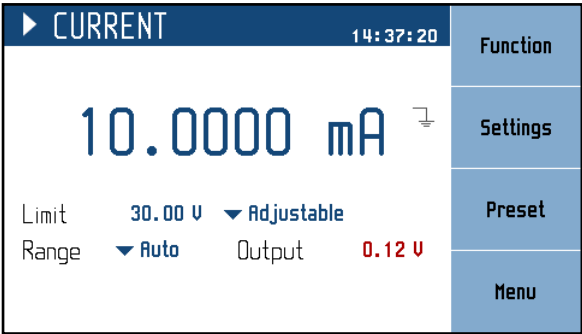 CURRENT 14:37:20
10.0000 mA
Limit 30.00 V Adjustable
Range Auto Output 0.12 V
Function
Settings
Preset
Menu